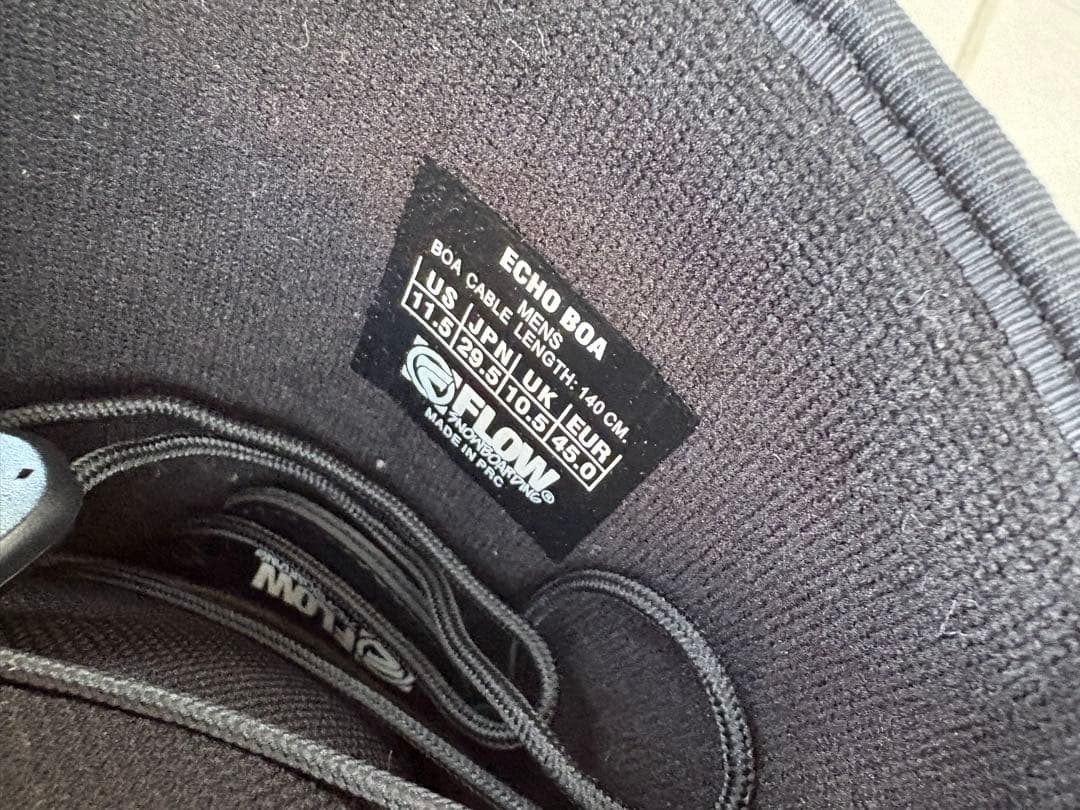 ECHO BOA
MENS
BOA CABLE LENGTH: 140 CM.
US JPN UK EUR
11.5 29.5 10.5 45.0
FLOW®
SNOWBOARDING
MADE IN PRC
FLOW